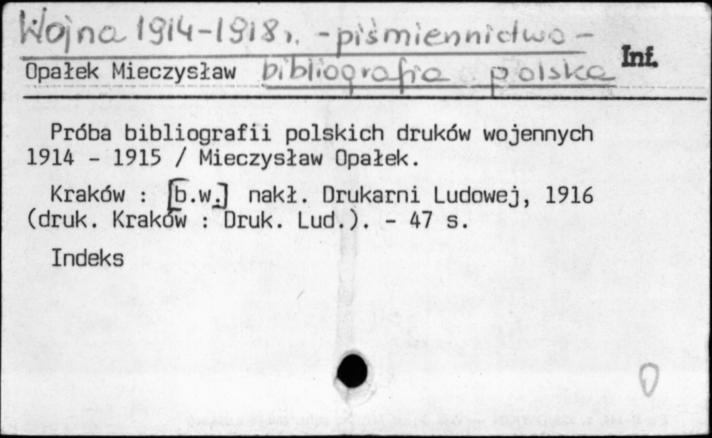 Wojna 1914-1918 r. - piśmiennictwo -
Inf.
Opałek Mieczysław bibliografia polska
Próba bibliografii polskich druków wojennych
1914 - 1915 / Mieczysław Opałek.
Kraków : [b.w.] nakł. Drukarni Ludowej, 1916
(druk. Kraków : Druk. Lud.). - 47 s.
Indeks